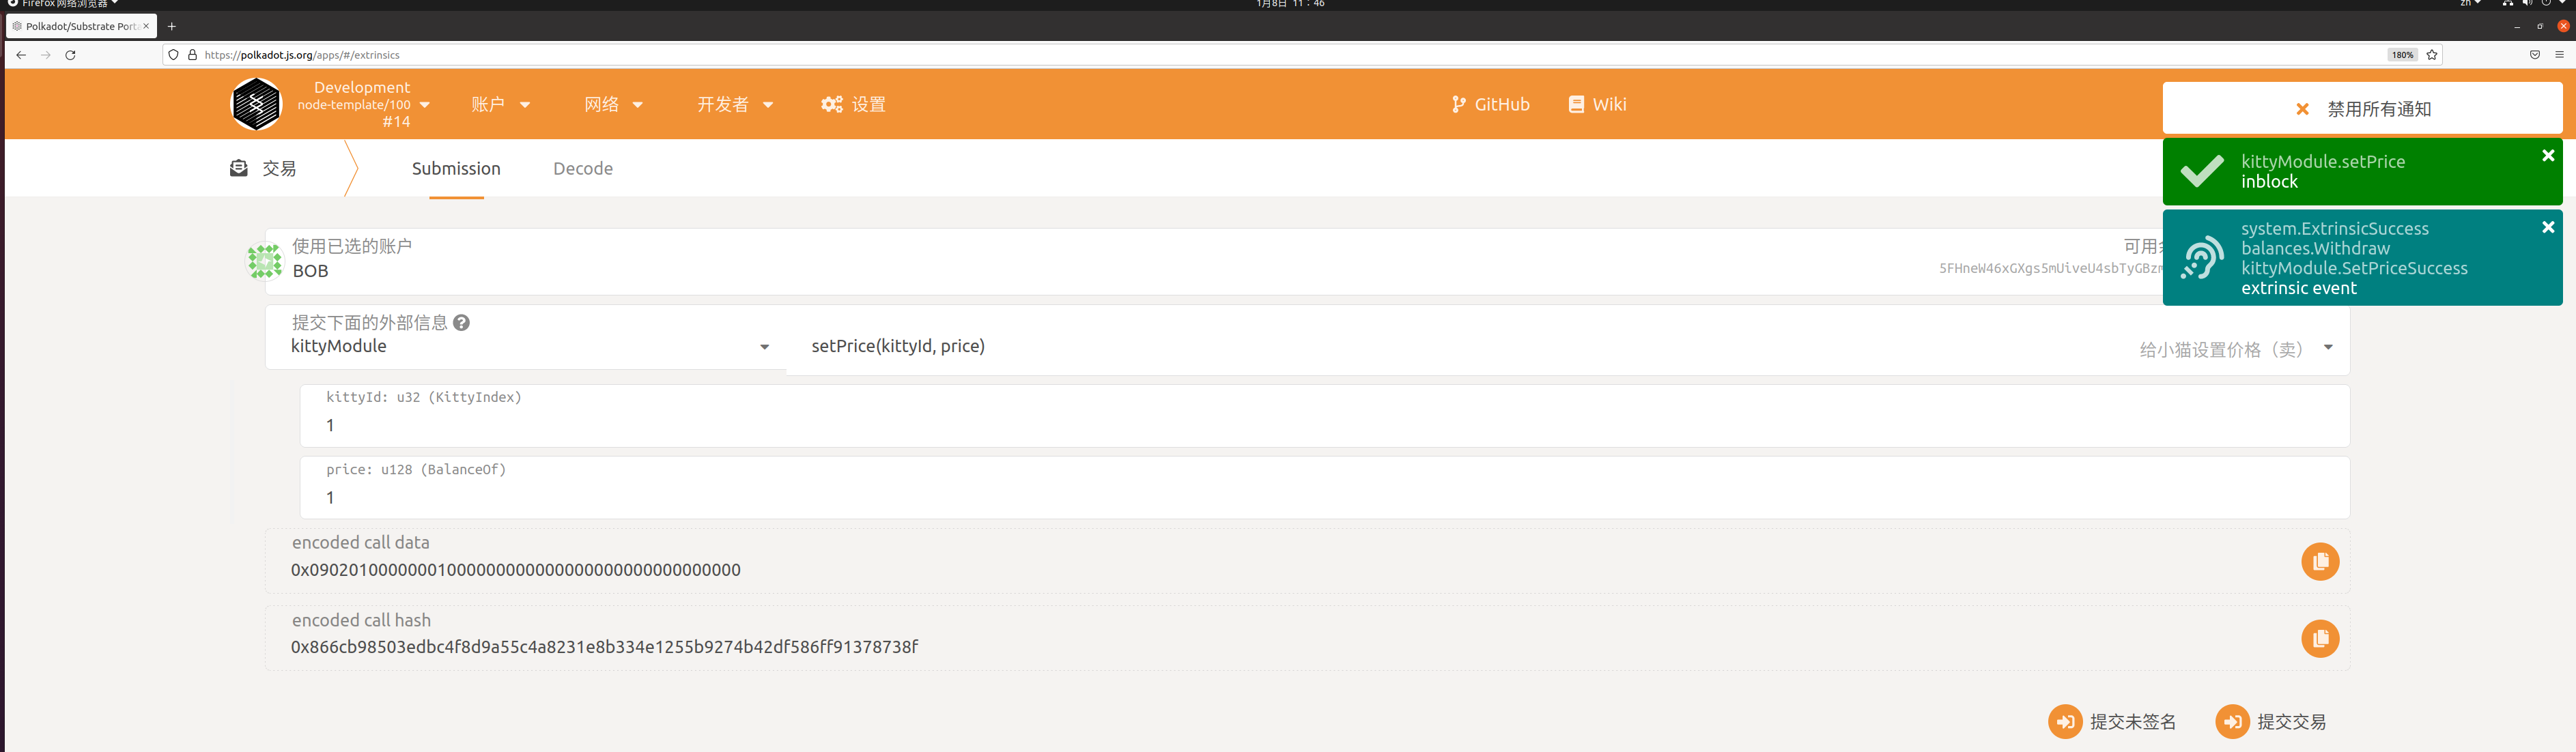 Firefox 网络浏览器
1月8日 11：46
zh
Polkadot/Substrate Porta
https://polkadot.js.org/apps/#/extrinsics
180%
Development
node-template/100
#14
账户
网络
开发者
设置
GitHub
Wiki
禁用所有通知
kittyModule.setPrice
inblock
交易
Submission
Decode
system.ExtrinsicSuccess
balances.Withdraw
kittyModule.SetPriceSuccess
extrinsic event
使用已选的账户
BOB
可用
5FHneW46xGXgs5mUiveU4sbTyGBzm
提交下面的外部信息
kittyModule
setPrice(kittyId, price)
给小猫设置价格（卖）
kittyId: u32 (KittyIndex)
1
price: u128 (BalanceOf)
1
encoded call data
0x09020100000001000000000000000000000000000000
encoded call hash
0x866cb98503edbc4f8d9a55c4a8231e8b334e1255b9274b42df586ff91378738f
提交未签名
提交交易